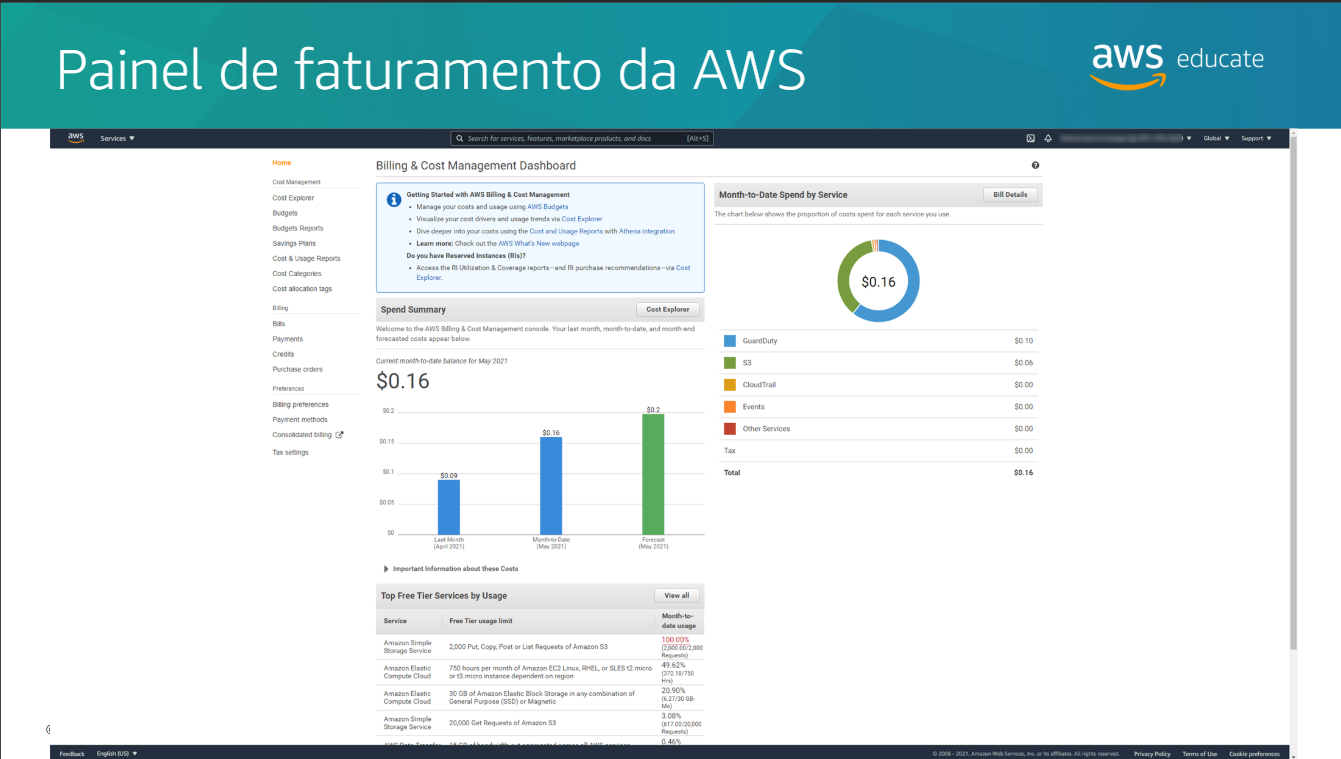 Painel de faturamento da AWS
aws educate
aws Services
Search for services, features, marketplace products, and docs [Alt+S]
Global Support
Home
Cost Management
Cost Explorer
Budgets
Budgets Reports
Savings Plans
Cost & Usage Reports
Cost Categories
Cost allocation tags
Billing
Bills
Payments
Credits
Purchase orders
Preferences
Billing preferences
Payment methods
Consolidated billing
Tax settings
Billing & Cost Management Dashboard
Getting Started with AWS Billing & Cost Management
• Manage your costs and usage using AWS Budgets
• Visualize your cost drivers and usage trends via Cost Explorer
• Dive deeper into your costs using the Cost and Usage Reports with Athena integration
• Learn more: Check out the AWS What's New webpage
Do you have Reserved Instances (RIs)?
• Access the RI Utilization & Coverage reports—and RI purchase recommendations—via Cost
Explorer.
Spend Summary
Cost Explorer
Welcome to the AWS Billing & Cost Management console. Your last month, month-to-date, and month-end
forecasted costs appear below.
Current month-to-date balance for May 2021
$0.16
$0.2
$0.15
$0.1
$0.05
$0
$0.09
$0.16
$0.2
Last Month
(April 2021)
Month-to-Date
(May 2021)
Forecast
(May 2021)
Important Information about these Costs
Top Free Tier Services by Usage
View all
Service
Free Tier usage limit
Month-to-
date usage
Amazon Simple
Storage Service
2,000 Put, Copy, Post or List Requests of Amazon S3
100.00%
(2,000.00/2,000
Requests)
Amazon Elastic
Compute Cloud
750 hours per month of Amazon EC2 Linux, RHEL, or SLES t2.micro
or t3.micro instance dependent on region
49.62%
(372.18/750
Hrs)
Amazon Elastic
Compute Cloud
30 GB of Amazon Elastic Block Storage in any combination of
General Purpose (SSD) or Magnetic
20.90%
(6.27/30 GB-
Mo)
Amazon Simple
Storage Service
20,000 Get Requests of Amazon S3
3.08%
(617.00/20,000
Requests)
0.46%
Month-to-Date Spend by Service
Bill Details
The chart below shows the proportion of costs spent for each service you use.
$0.16
GuardDuty $0.10
S3 $0.06
CloudTrail $0.00
Events $0.00
Other Services $0.00
Tax $0.00
Total $0.16
Feedback English (US)
© 2008 - 2021, Amazon Web Services, Inc. or its affiliates. All rights reserved. Privacy Policy Terms of Use Cookie preferences